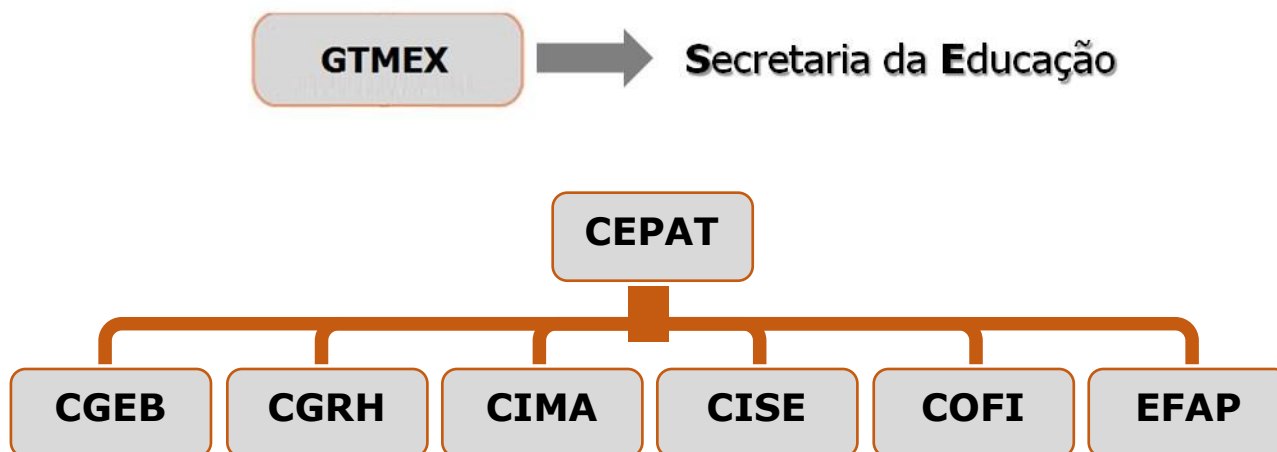 GTMEX Secretaria da Educação
CEPAT
CGEB CGRH CIMA CISE COFI EFAP